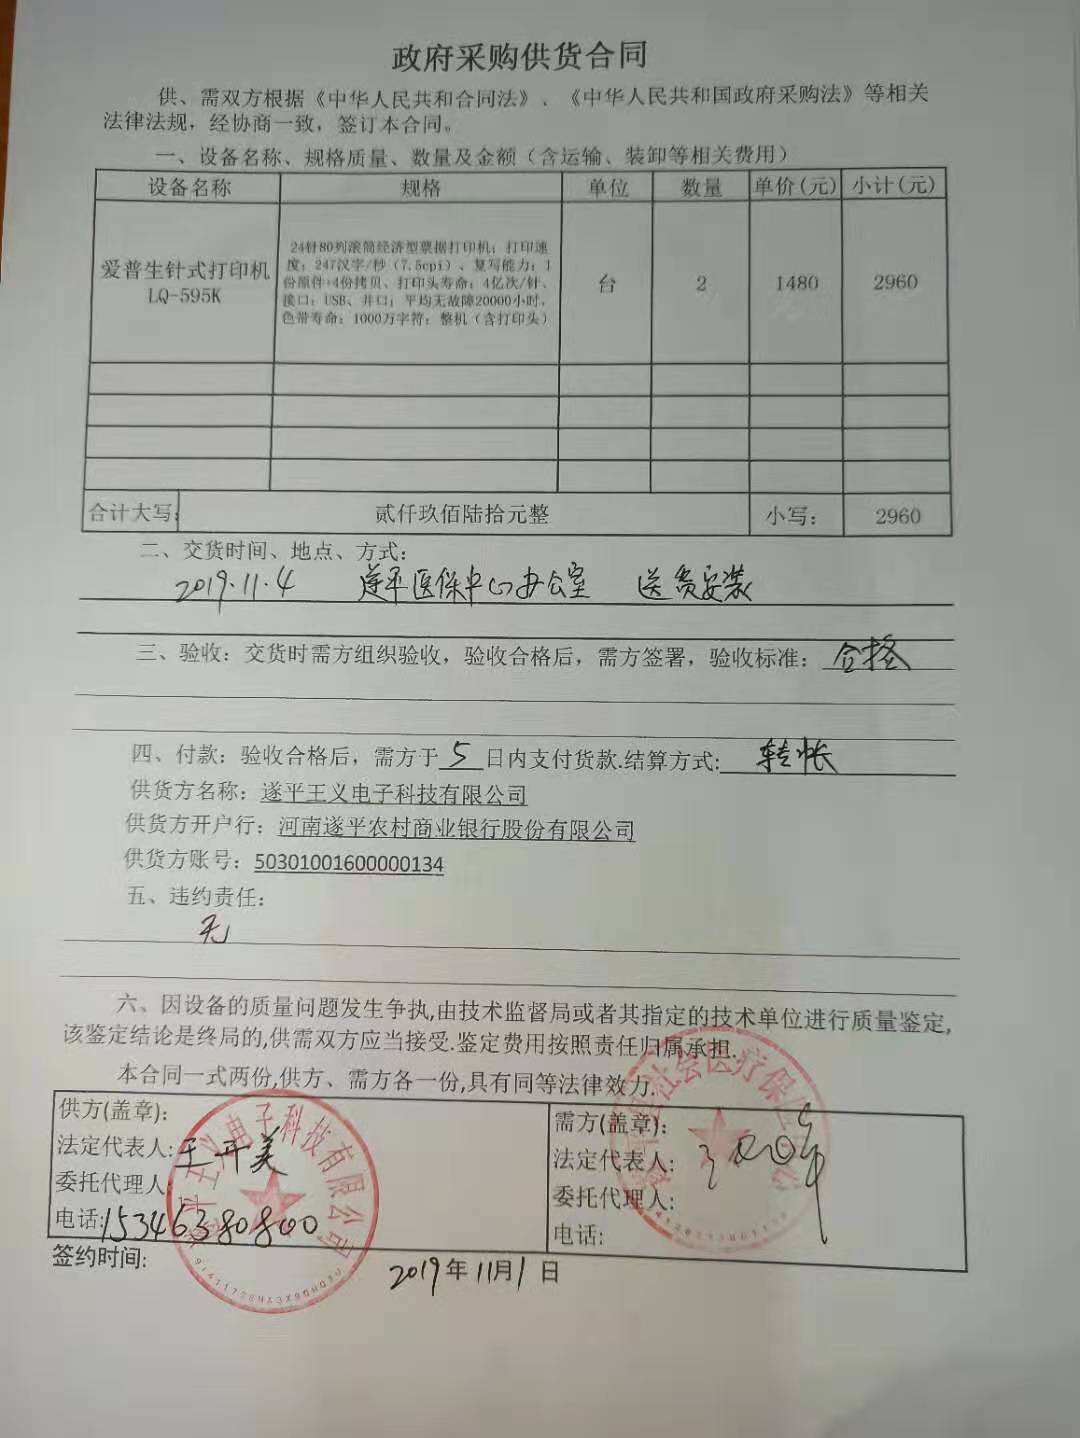 政府采购供货合同
供、需双方根据《中华人民共和合同法》、《中华人民共和国政府采购法》等相关
法律法规，经协商一致，签订本合同。
一、设备名称、规格质量、数量及金额（含运输、装卸等相关费用）
设备名称 规格 单位 数量 单价(元) 小计(元)
24针80列滚筒经济型票据打印机；打印速
度：247汉字/秒（7.5cpi）、复写能力：1
爱普生针式打印机 份原件+4份拷贝、打印头寿命：4亿次/针、 台 2 1480 2960
LQ-595K 接口：USB、并口；平均无故障20000小时，
色带寿命：1000万字符；整机（含打印头）
合计大写： 贰仟玖佰陆拾元整 小写： 2960
二、交货时间、地点、方式：
2019.11.4 遂平医保中心办公室 送货安装
三、验收：交货时需方组织验收，验收合格后，需方签署，验收标准：合格
四、付款：验收合格后，需方于5日内支付货款.结算方式:转帐
供货方名称：遂平王义电子科技有限公司
供货方开户行：河南遂平农村商业银行股份有限公司
供货方账号：50301001600000134
五、违约责任：
无
六、因设备的质量问题发生争执,由技术监督局或者其指定的技术单位进行质量鉴定,
该鉴定结论是终局的,供需双方应当接受.鉴定费用按照责任归属承担.
本合同一式两份,供方、需方各一份,具有同等法律效力.
供方(盖章): 需方(盖章):
法定代表人:王开美 法定代表人:
委托代理人: 委托代理人:
电话:15346380800 电话:
签约时间: 2019年11月1日
遂平王义电子科技有限公司
社会医疗保